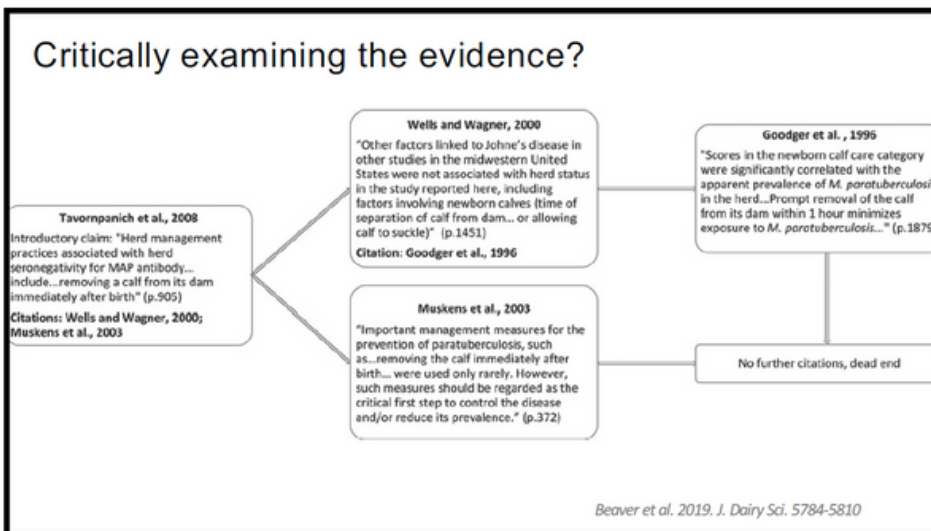 Critically examining the evidence?
Tavornpanich et al., 2008
Introductory claim: "Herd management
practices associated with herd
seronegativity for MAP antibody...
include...removing a calf from its dam
immediately after birth" (p.905)
Citations: Wells and Wagner, 2000;
Muskens et al., 2003
Wells and Wagner, 2000
"Other factors linked to Johne's disease in
other studies in the midwestern United
States were not associated with herd status
in the study reported here, including
factors involving newborn calves (time of
separation of calf from dam... or allowing
calf to suckle)" (p.1451)
Citation: Goodger et al., 1996
Muskens et al., 2003
"Important management measures for the
prevention of paratuberculosis, such
as...removing the calf immediately after
birth... were used only rarely. However,
such measures should be regarded as the
critical first step to control the disease
and/or reduce its prevalence." (p.372)
Goodger et al. , 1996
"Scores in the newborn calf care category
were significantly correlated with the
apparent prevalence of M. paratuberculosi
in the herd...Prompt removal of the calf
from its dam within 1 hour minimizes
exposure to M. paratuberculosis..." (p.1879
No further citations, dead end
Beaver et al. 2019. J. Dairy Sci. 5784-5810